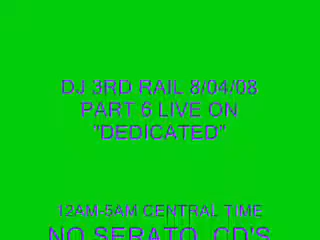 DJ 3RD RAIL 8/04/08
PART 6 LIVE ON
"DEDICATED"
12AM-5AM CENTRAL TIME
NO SERATO, CD'S